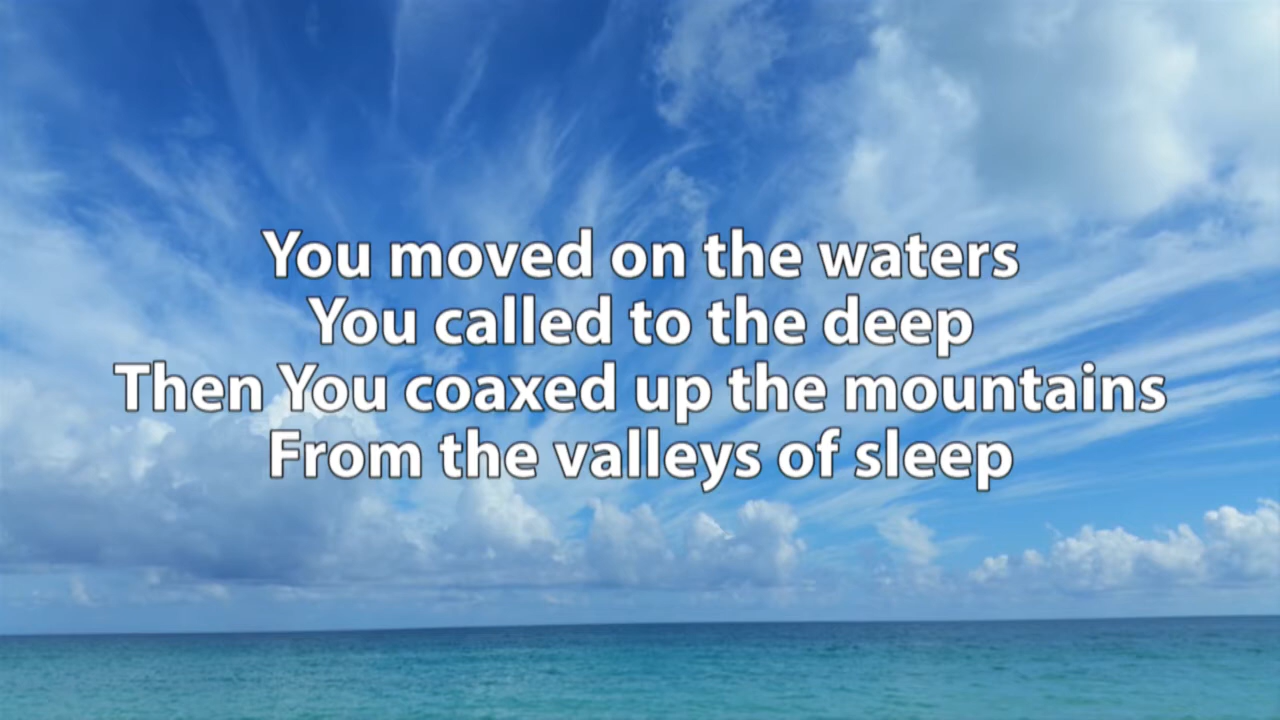 You moved on the waters
You called to the deep
Then You coaxed up the mountains
From the valleys of sleep